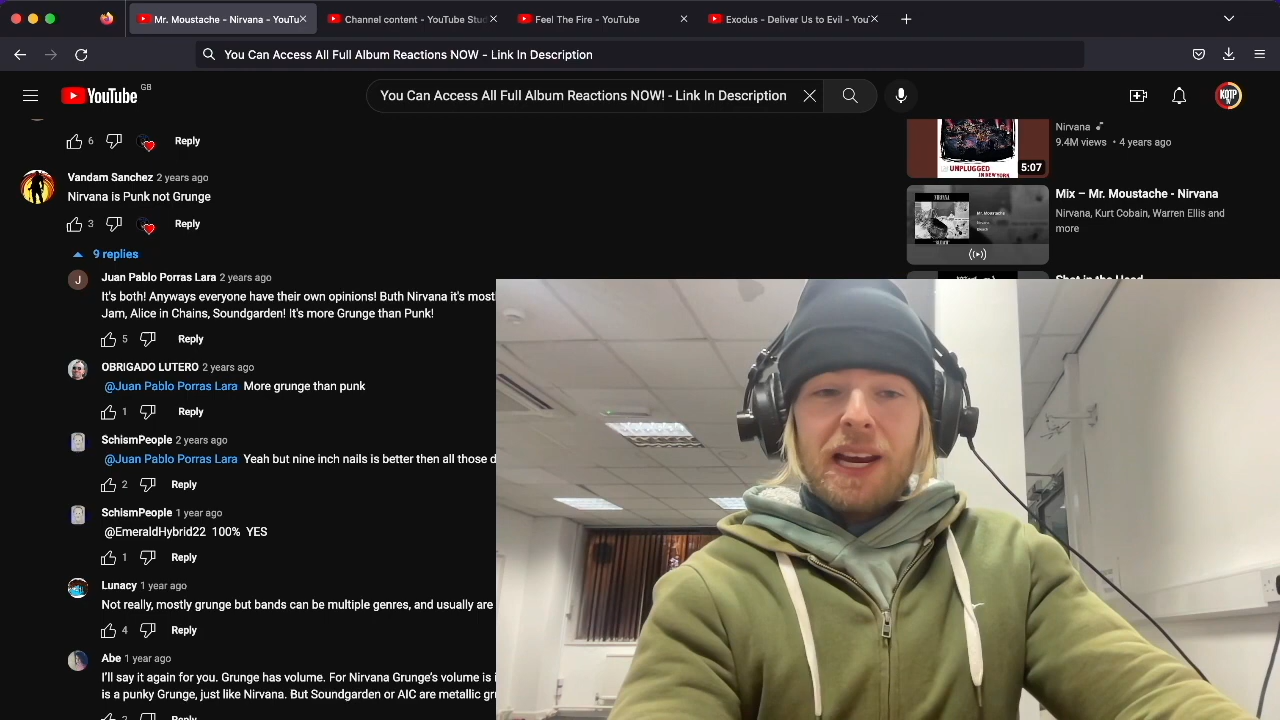 Mr. Moustache - Nirvana - YouTu
Channel content - YouTube Stud
Feel The Fire - YouTube
Exodus - Deliver Us to Evil - You
You Can Access All Full Album Reactions NOW - Link In Description
YouTube GB
You Can Access All Full Album Reactions NOW! - Link In Description
KOTP
6 Reply
Vandam Sanchez 2 years ago
Nirvana is Punk not Grunge
3 Reply
9 replies
J
Juan Pablo Porras Lara 2 years ago
It's both! Anyways everyone have their own opinions! Buth Nirvana it's most
Jam, Alice in Chains, Soundgarden! It's more Grunge than Punk!
5 Reply
OBRIGADO LUTERO 2 years ago
@Juan Pablo Porras Lara More grunge than punk
1 Reply
SchismPeople 2 years ago
@Juan Pablo Porras Lara Yeah but nine inch nails is better then all those
2 Reply
SchismPeople 1 year ago
@EmeraldHybrid22 100% YES
1 Reply
Lunacy 1 year ago
Not really, mostly grunge but bands can be multiple genres, and usually are
4 Reply
Abe 1 year ago
I'll say it again for you. Grunge has volume. For Nirvana Grunge's volume is
is a punky Grunge, just like Nirvana. But Soundgarden or AIC are metallic
UNPLUGGED
IN NEW YORK
5:07
Nirvana
9.4M views • 4 years ago
NIRVANA
Mr. Moustache
Mix – Mr. Moustache - Nirvana
Nirvana, Kurt Cobain, Warren Ellis and
more